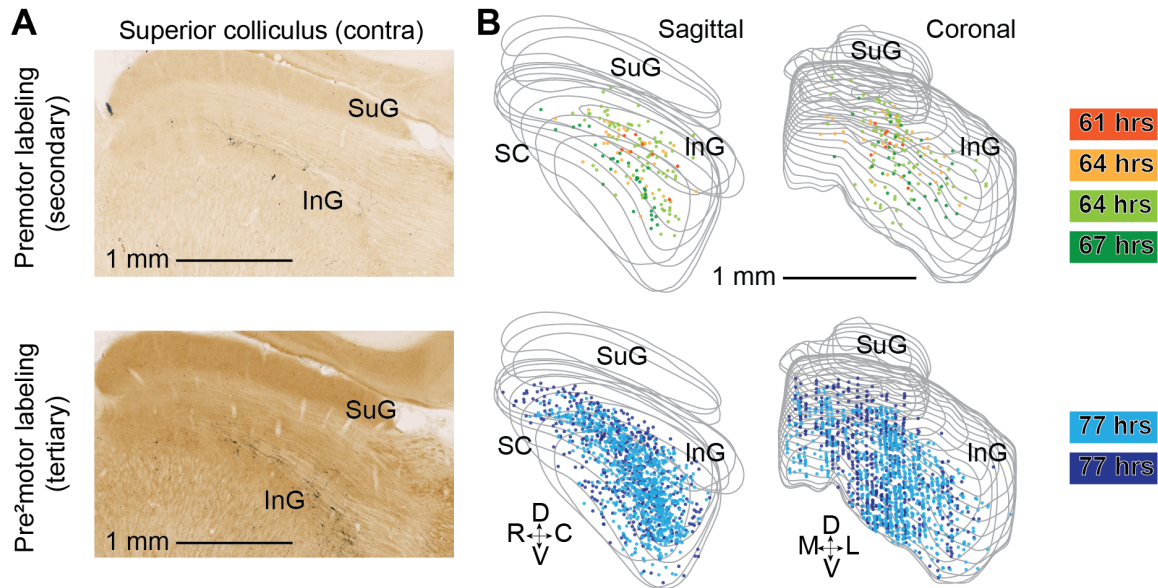 A
Superior colliculus (contra)
Premotor labeling
(secondary)
SuG
InG
1 mm
Pre²motor labeling
(tertiary)
SuG
InG
1 mm
B
Sagittal
Coronal
SuG
SC
InG
SuG
InG
1 mm
61 hrs
64 hrs
64 hrs
67 hrs
SuG
SC
InG
D
R C
V
SuG
InG
D
M L
V
77 hrs
77 hrs